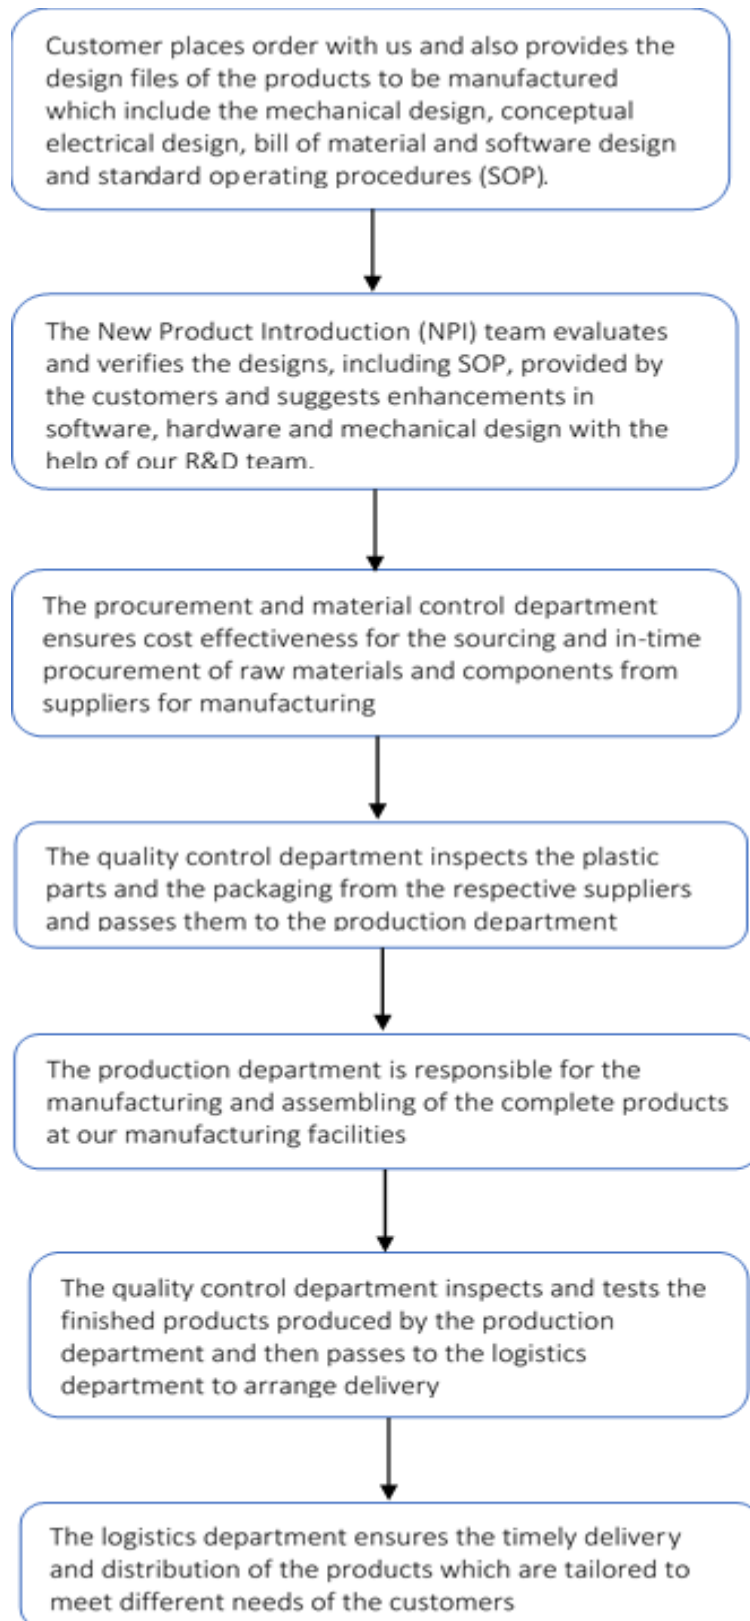 Customer places order with us and also provides the
design files of the products to be manufactured
which include the mechanical design, conceptual
electrical design, bill of material and software design
and standard operating procedures (SOP).
The New Product Introduction (NPI) team evaluates
and verifies the designs, including SOP, provided by
the customers and suggests enhancements in
software, hardware and mechanical design with the
help of our R&D team.
The procurement and material control department
ensures cost effectiveness for the sourcing and in-time
procurement of raw materials and components from
suppliers for manufacturing
The quality control department inspects the plastic
parts and the packaging from the respective suppliers
and passes them to the production department
The production department is responsible for the
manufacturing and assembling of the complete products
at our manufacturing facilities
The quality control department inspects and tests the
finished products produced by the production
department and then passes to the logistics
department to arrange delivery
The logistics department ensures the timely delivery
and distribution of the products which are tailored to
meet different needs of the customers